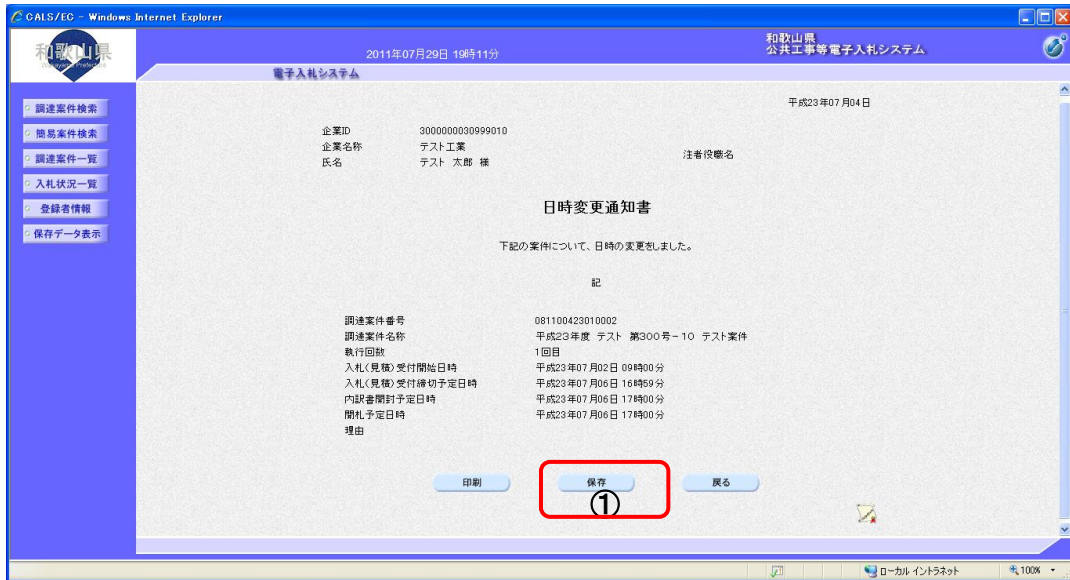 CALS/EC - Windows Internet Explorer
和歌山県
Wakayama Prefecture
2011年07月29日 19時11分
和歌山県
公共工事等電子入札システム
電子入札システム
調達案件検索
簡易案件検索
調達案件一覧
入札状況一覧
登録者情報
保存データ表示
平成23年07月04日
企業ID 3000000030999010
企業名称 テスト工業
氏名 テスト 太郎 様
注者役職名
日時変更通知書
下記の案件について、日時の変更をしました。
記
調達案件番号 081100423010002
調達案件名称 平成23年度 テスト 第300号-10 テスト案件
執行回数 1回目
入札(見積)受付開始日時 平成23年07月02日 09時00分
入札(見積)受付締切予定日時 平成23年07月06日 16時59分
内訳書開封予定日時 平成23年07月06日 17時00分
開札予定日時 平成23年07月06日 17時00分
理由
印刷 保存 戻る
①
ローカル イントラネット 100%